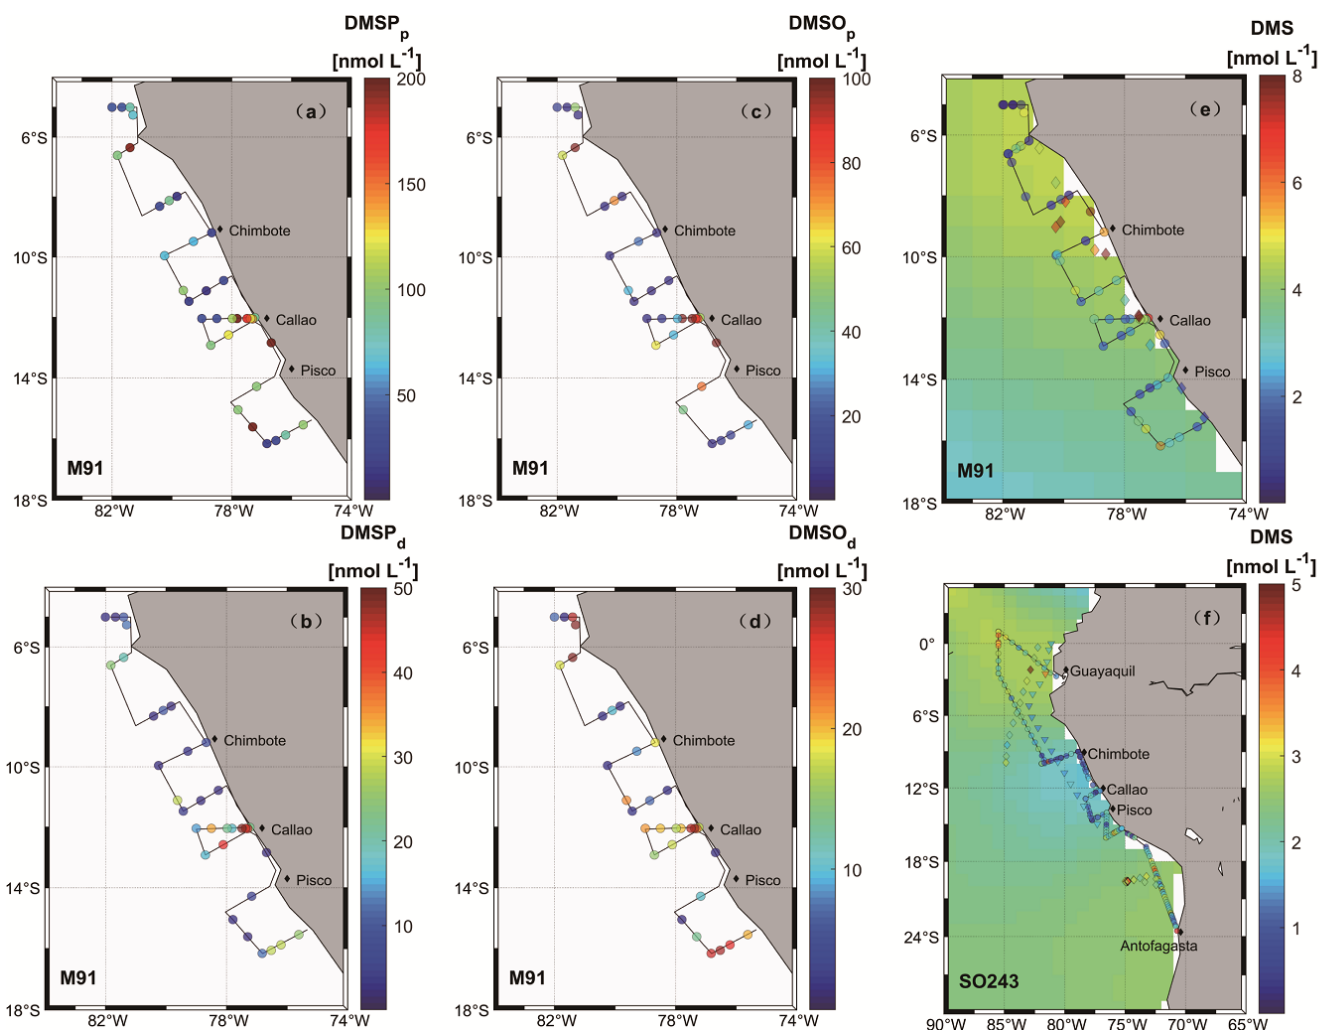 DMSPp
[nmol L-1]
(a)
200
150
100
50
6°S
10°S
14°S
18°S
Chimbote
Callao
Pisco
M91
82°W
78°W
74°W
DMSOp
[nmol L-1]
(c)
100
80
60
40
20
6°S
10°S
14°S
18°S
Chimbote
Callao
Pisco
M91
82°W
78°W
74°W
DMS
[nmol L-1]
(e)
8
6
4
2
6°S
10°S
14°S
18°S
Chimbote
Callao
Pisco
M91
82°W
78°W
74°W
DMSPd
[nmol L-1]
(b)
50
40
30
20
10
6°S
10°S
14°S
18°S
Chimbote
Callao
Pisco
M91
82°W
78°W
74°W
DMSOd
[nmol L-1]
(d)
30
20
10
6°S
10°S
14°S
18°S
Chimbote
Callao
Pisco
M91
82°W
78°W
74°W
DMS
[nmol L-1]
(f)
5
4
3
2
1
0°
6°S
12°S
18°S
24°S
Guayaquil
Chimbote
Callao
Pisco
Antofagasta
SO243
90°W
85°W
80°W
75°W
70°W
65°W